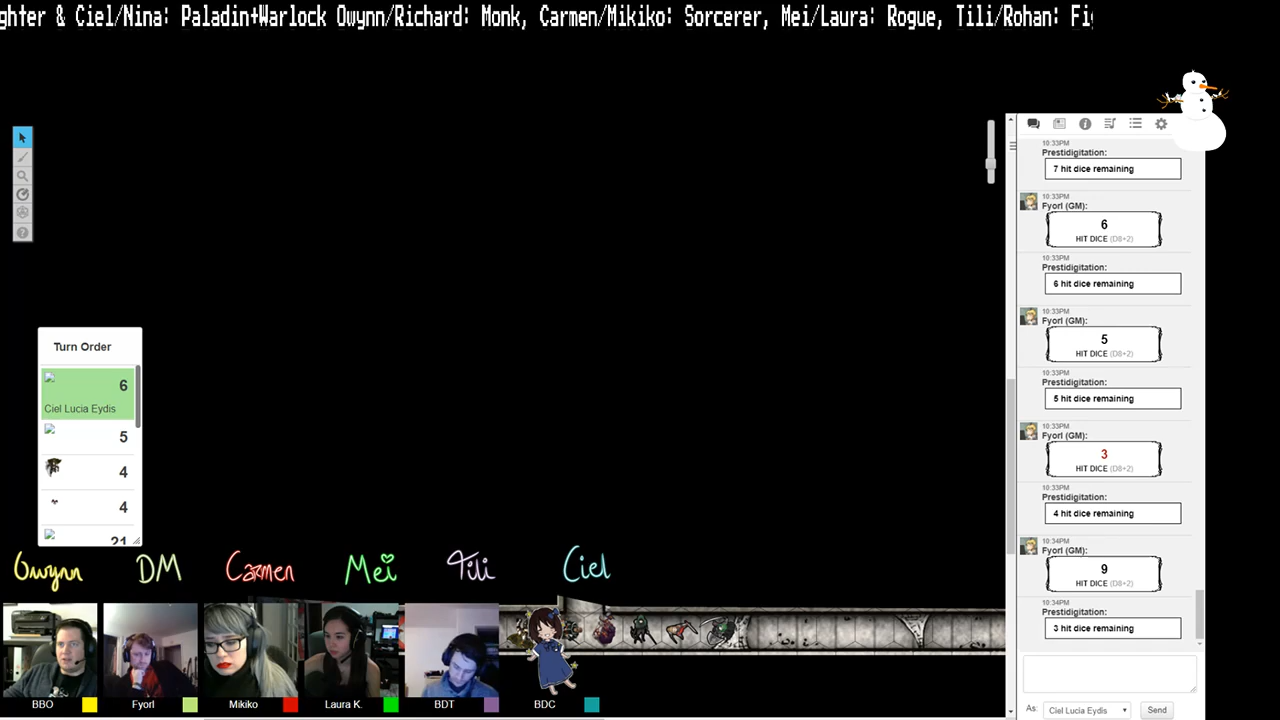 ghter & Ciel/Nina: Paladin+Warlock Owynn/Richard: Monk, Carmen/Mikiko: Sorcerer, Mei/Laura: Rogue, Tili/Rohan: Fig
10:33PM
Prestidigitation:
7 hit dice remaining
10:33PM
Fyorl (GM):
6
HIT DICE (D8+2)
10:33PM
Prestidigitation:
6 hit dice remaining
10:33PM
Fyorl (GM):
5
HIT DICE (D8+2)
10:33PM
Prestidigitation:
5 hit dice remaining
10:33PM
Fyorl (GM):
3
HIT DICE (D8+2)
10:33PM
Prestidigitation:
4 hit dice remaining
10:34PM
Fyorl (GM):
9
HIT DICE (D8+2)
10:34PM
Prestidigitation:
3 hit dice remaining
As: Ciel Lucia Eydis Send
Turn Order
6
Ciel Lucia Eydis
5
4
4
21
Owynn DM Carmen Mei Tili Ciel
BBO Fyorl Mikiko Laura K. BDT BDC